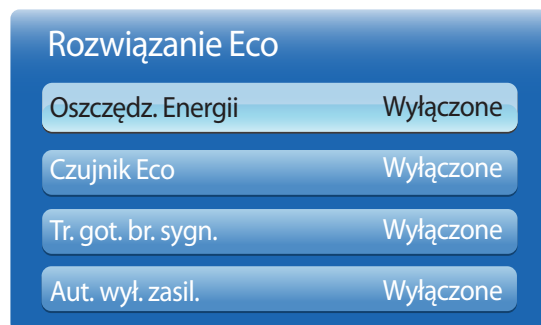 Rozwiązanie Eco
Oszczędz. Energii Wyłączone
Czujnik Eco Wyłączone
Tr. got. br. sygn. Wyłączone
Aut. wył. zasil. Wyłączone